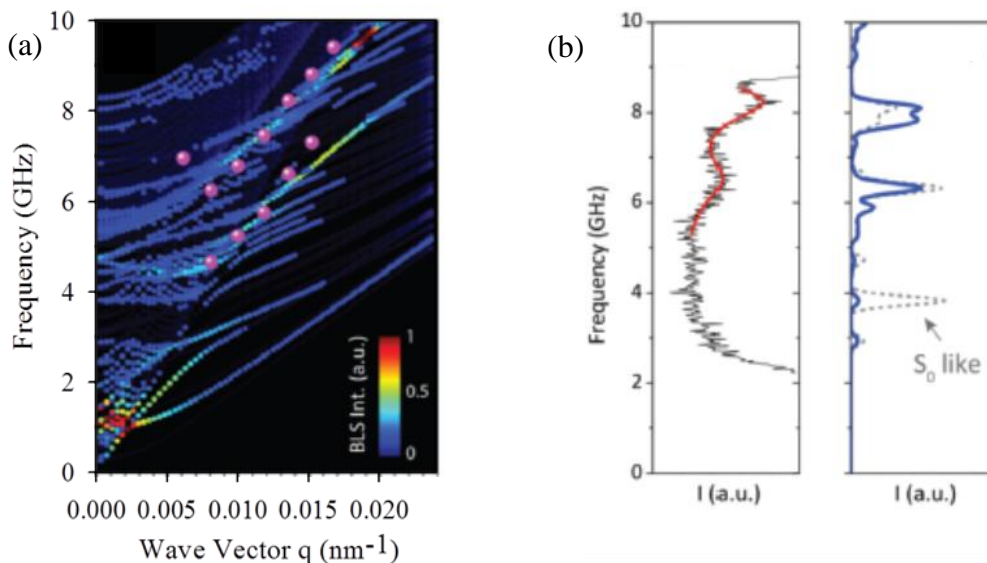 (a)
10
8
6
4
2
0
Frequency (GHz)
0.000 0.005 0.010 0.015 0.020
Wave Vector q (nm-1)
BLS Int. (a.u.)
1
0.5
0
(b)
10
8
6
4
2
0
Frequency (GHz)
I (a.u.)
S0 like
I (a.u.)